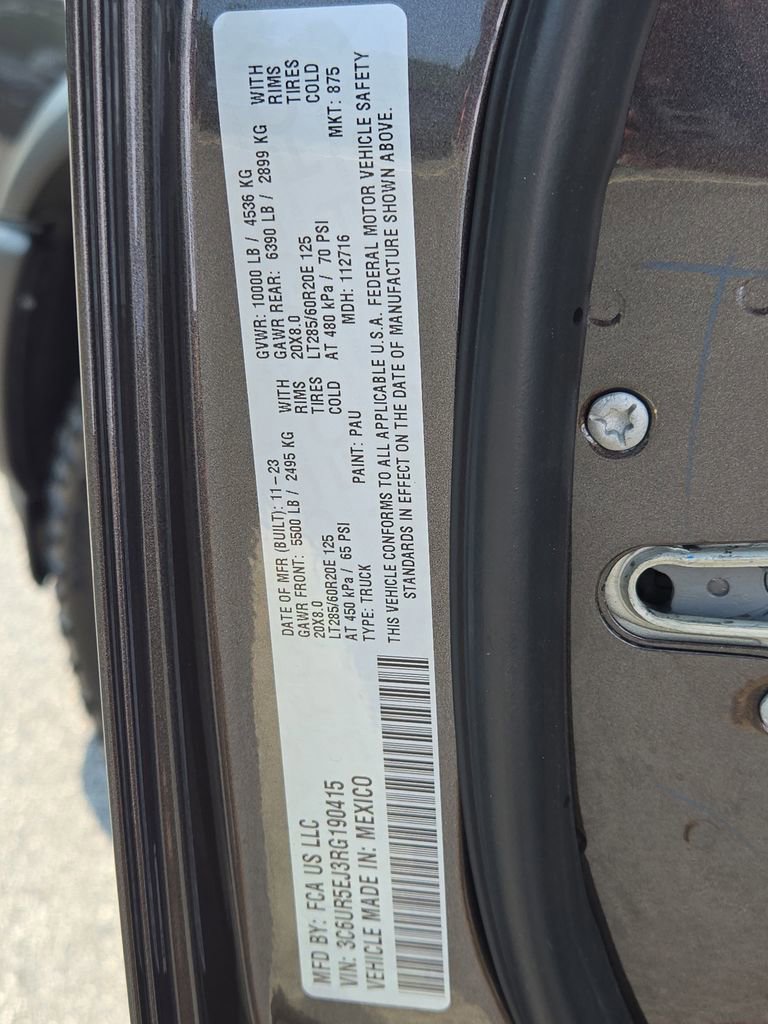 MFD BY: FCA US LLC
VIN: 3C6UR5EJ3RG190415
VEHICLE MADE IN: MEXICO
DATE OF MFR (BUILT): 11-23
GAWR FRONT: 5500 LB / 2495 KG WITH
20X8.0 RIMS
LT285/60R20E 125 TIRES
AT 450 kPa / 65 PSI COLD
TYPE: TRUCK PAINT: PAU
GVWR: 10000 LB / 4536 KG
GAWR REAR: 6390 LB / 2899 KG WITH
20X8.0 RIMS
LT285/60R20E 125 TIRES
AT 480 kPa / 70 PSI COLD
MDH: 112716 MKT: 875
THIS VEHICLE CONFORMS TO ALL APPLICABLE U.S.A. FEDERAL MOTOR VEHICLE SAFETY
STANDARDS IN EFFECT ON THE DATE OF MANUFACTURE SHOWN ABOVE.